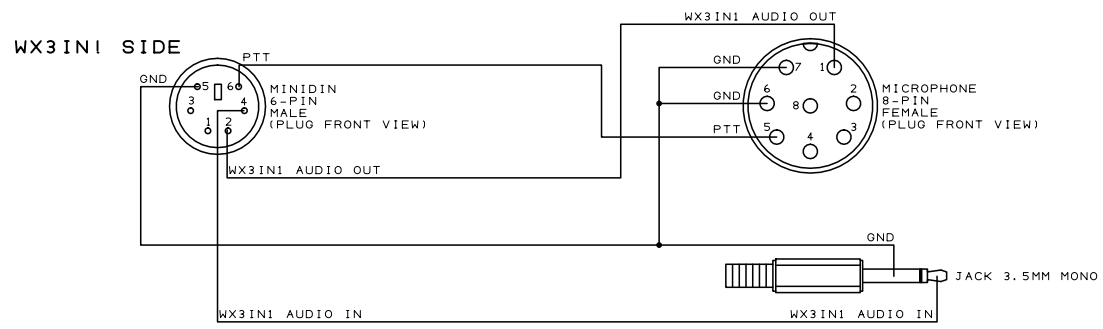 WX3IN1 AUDIO OUT
WX3IN1 SIDE
PTT
GND
5
6
3
4
1
2
MINIDIN
6-PIN
MALE
(PLUG FRONT VIEW)
WX3IN1 AUDIO OUT
GND
7
1
GND
6
2
8
PTT
5
4
3
MICROPHONE
8-PIN
FEMALE
(PLUG FRONT VIEW)
GND
JACK 3.5MM MONO
WX3IN1 AUDIO IN
WX3IN1 AUDIO IN